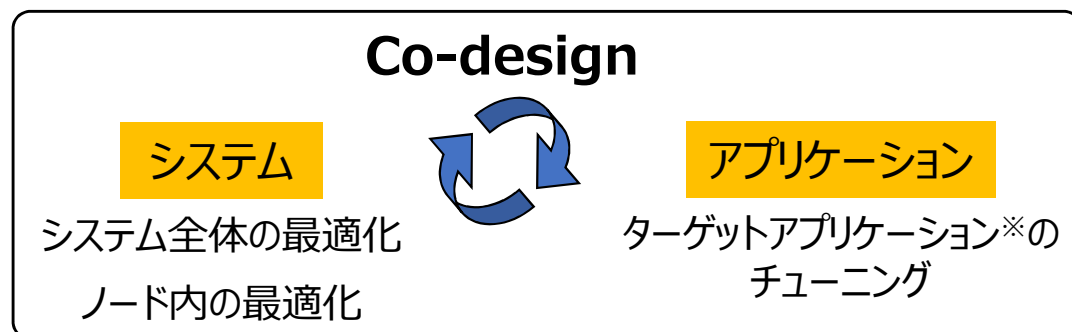 Co-design
システム
システム全体の最適化
ノード内の最適化
アプリケーション
ターゲットアプリケーション※の
チューニング